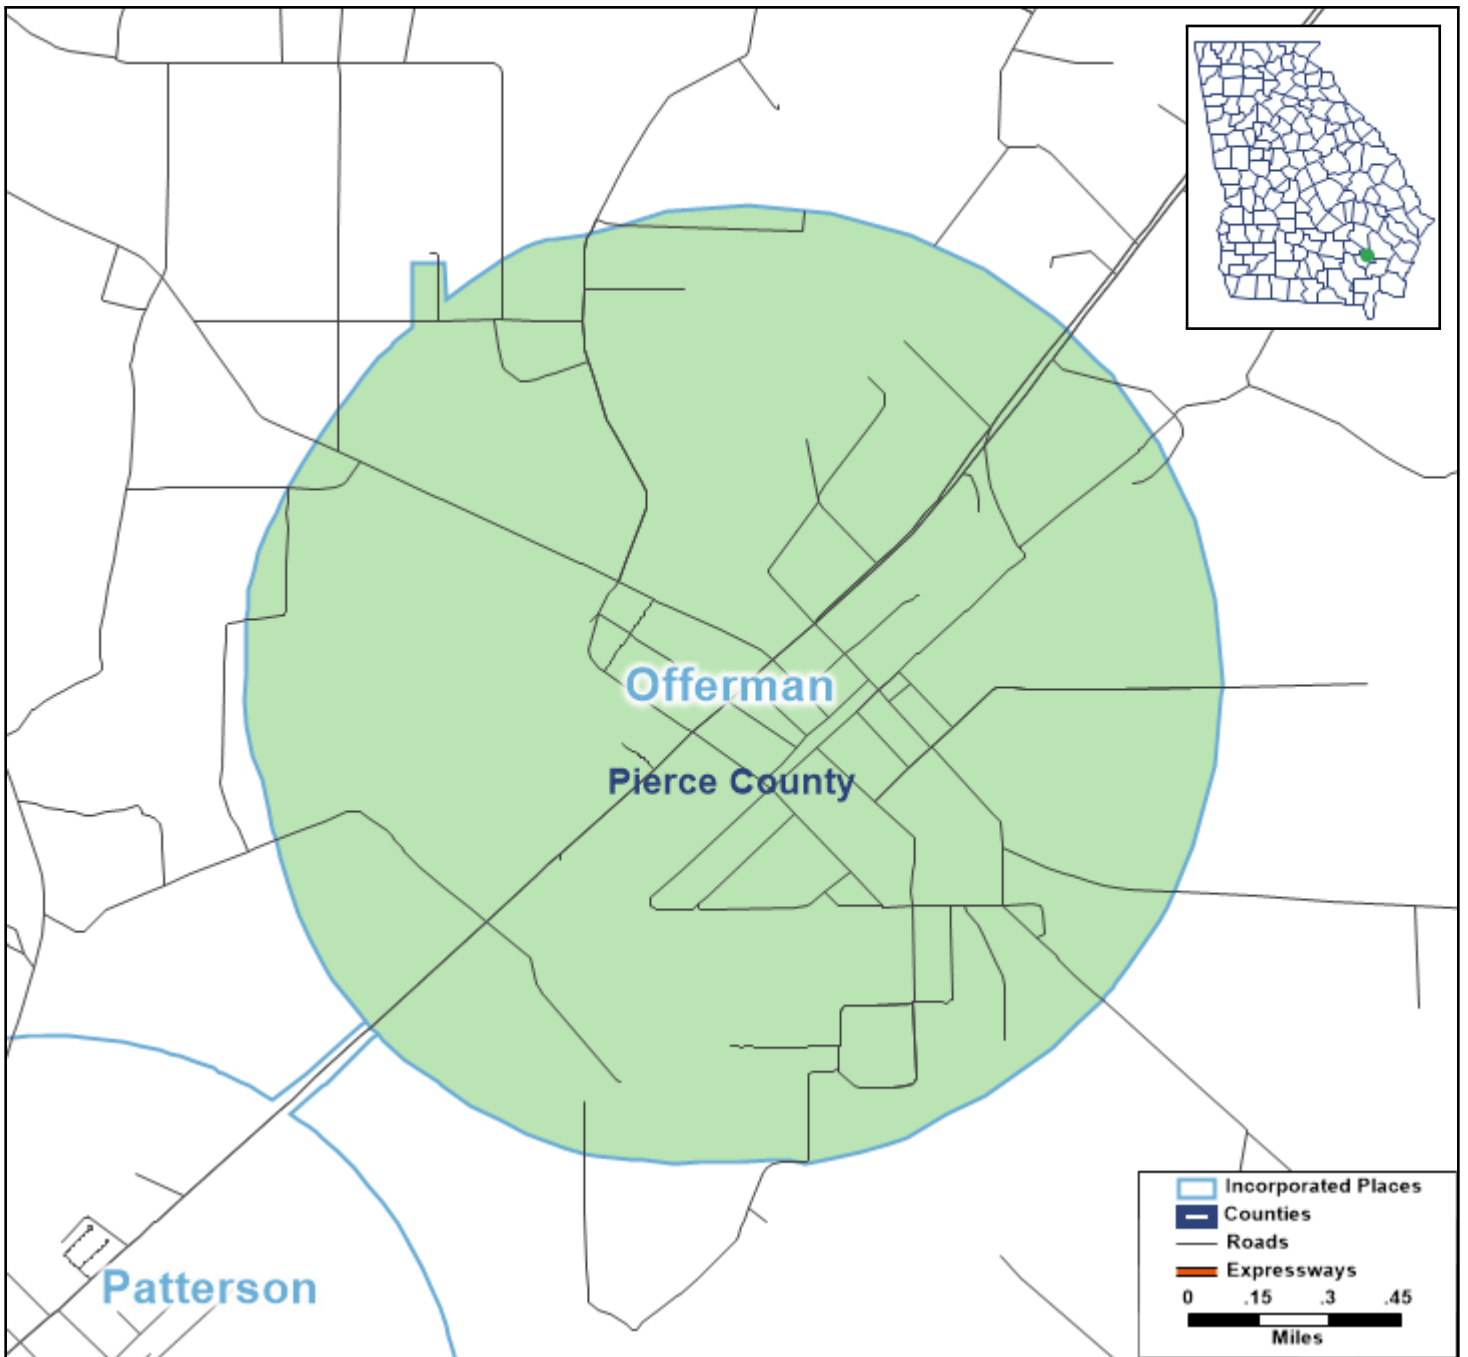 Offerman
Pierce County
Patterson
Incorporated Places
Counties
Roads
Expressways
0 .15 .3 .45
Miles